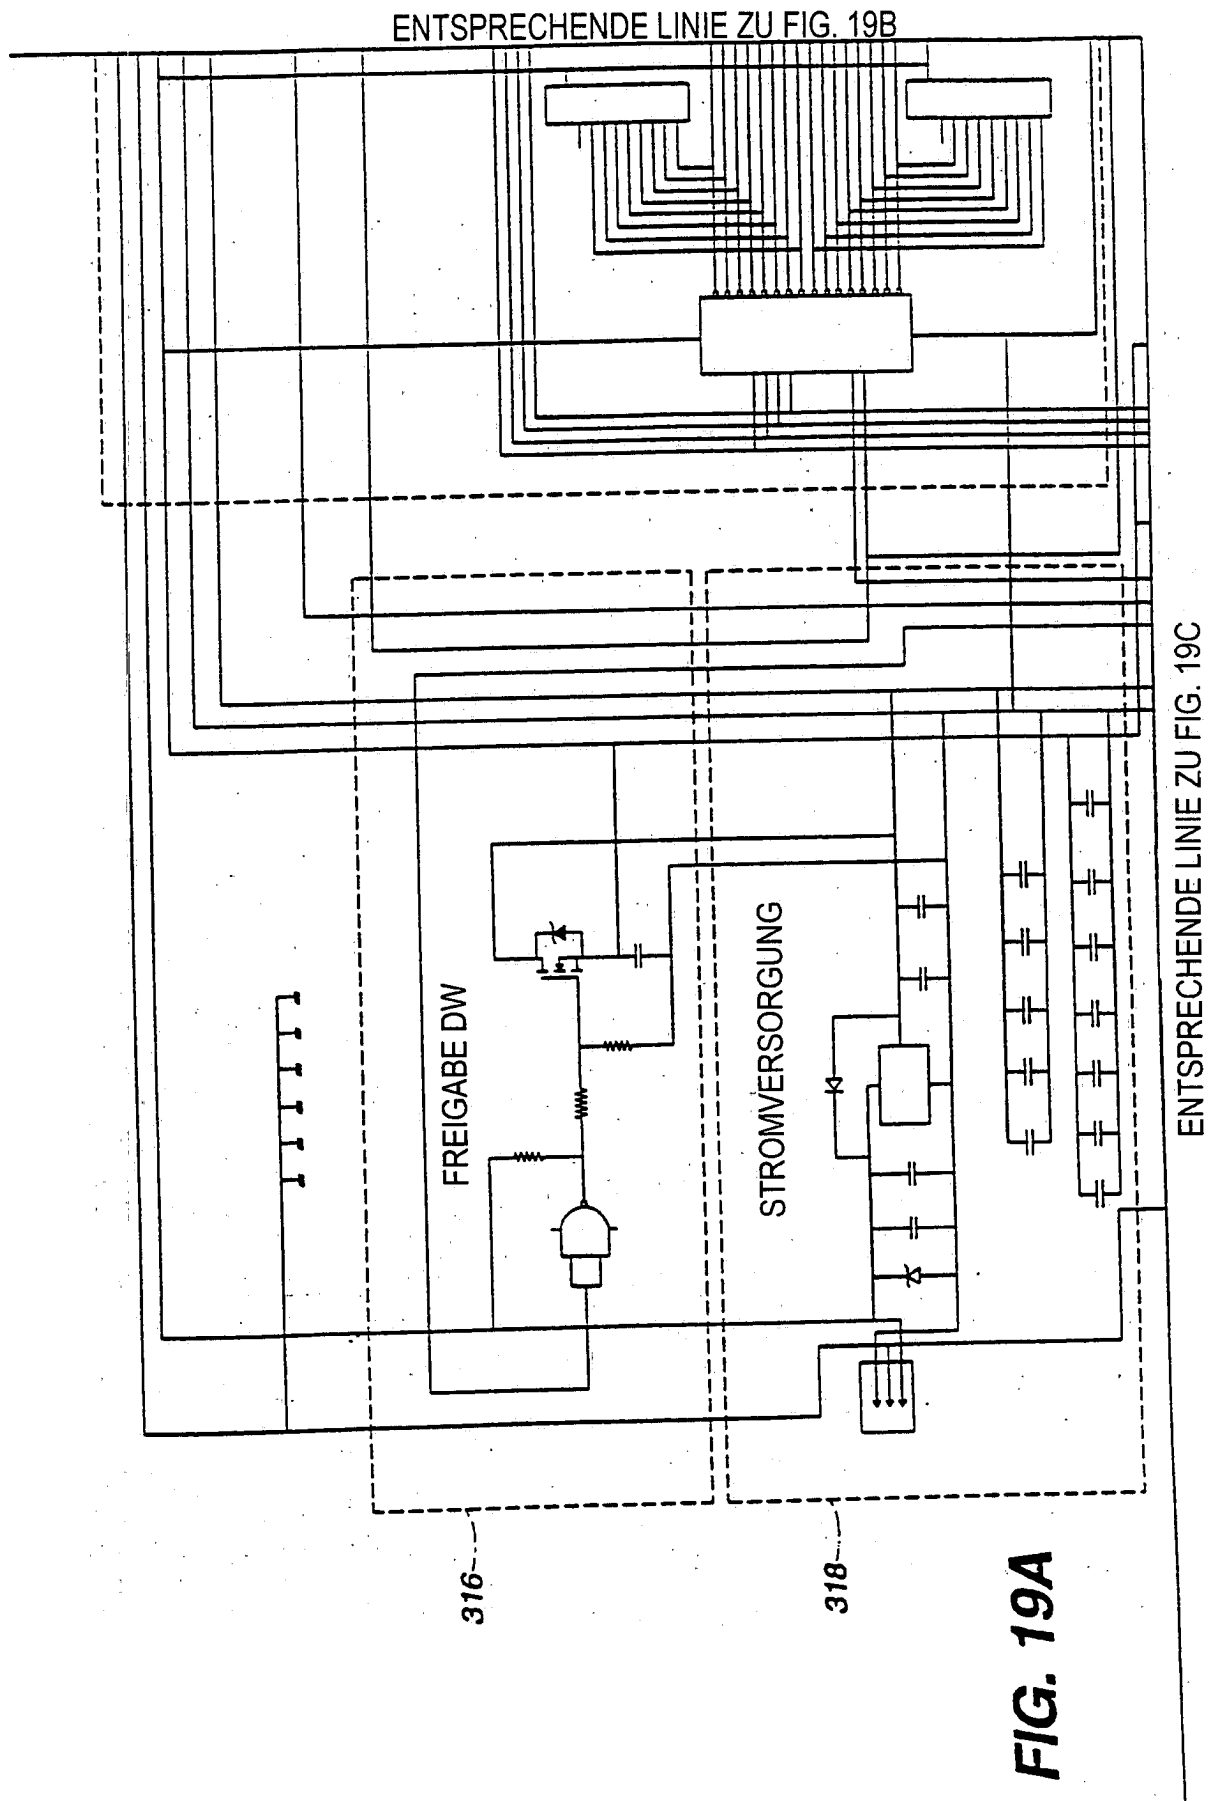 ENTSPRECHENDE LINIE ZU FIG. 19B
FREIGABE DW
STROMVERSORGUNG
316
318
FIG. 19A
ENTSPRECHENDE LINIE ZU FIG. 19C